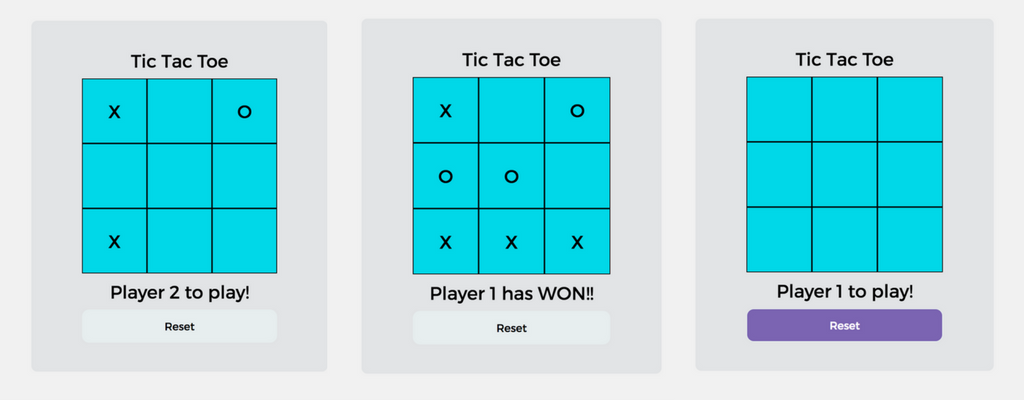 Tic Tac Toe
X O
X
Player 2 to play!
Reset
Tic Tac Toe
X O
O O
X X X
Player 1 has WON!!
Reset
Tic Tac Toe
Player 1 to play!
Reset